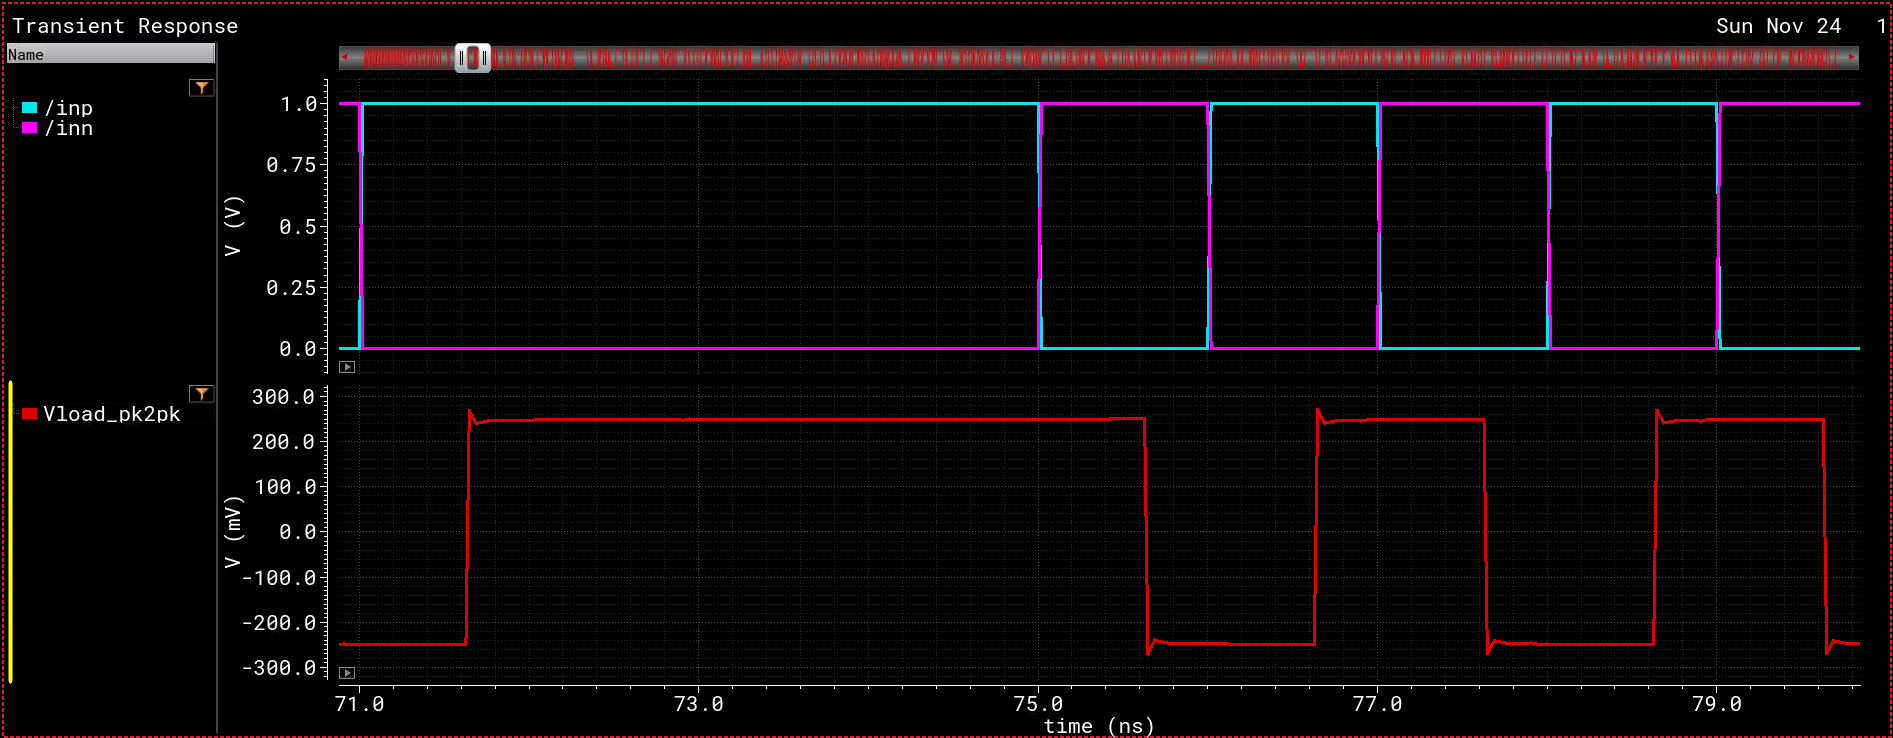 Transient Response
Sun Nov 24 1
Name
/inp
/inn
1.0
0.75
0.5
0.25
0.0
V (V)
Vload_pk2pk
300.0
200.0
100.0
0.0
-100.0
-200.0
-300.0
V (mV)
71.0 73.0 75.0 77.0 79.0
time (ns)